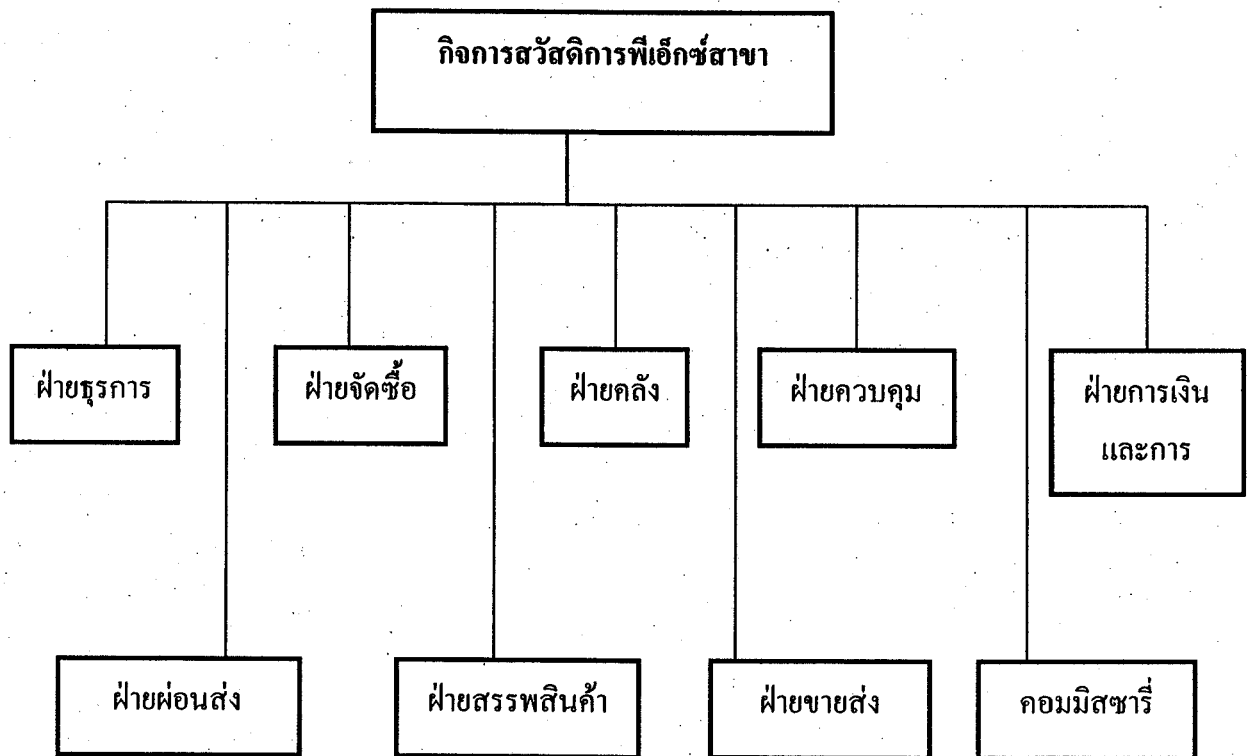 กิจการสวัสดิการพีเอ็กซ์สาขา
ฝ่ายธุรการ
ฝ่ายจัดซื้อ
ฝ่ายคลัง
ฝ่ายควบคุม
ฝ่ายการเงิน
และการ
ฝ่ายผ่อนส่ง
ฝ่ายสรรพสินค้า
ฝ่ายขายส่ง
คอมมิสซารี่